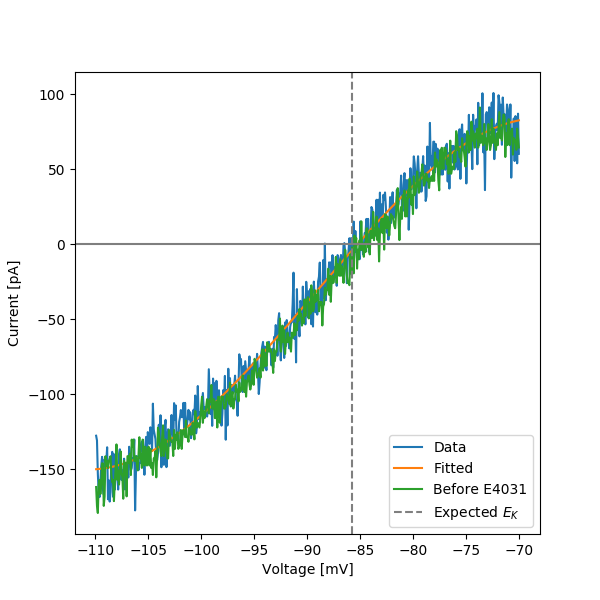 100
50
0
−50
−100
−150
Current [pA]
−110
−105
−100
−95
−90
−85
−80
−75
−70
Voltage [mV]
Data
Fitted
Before E4031
Expected E_K